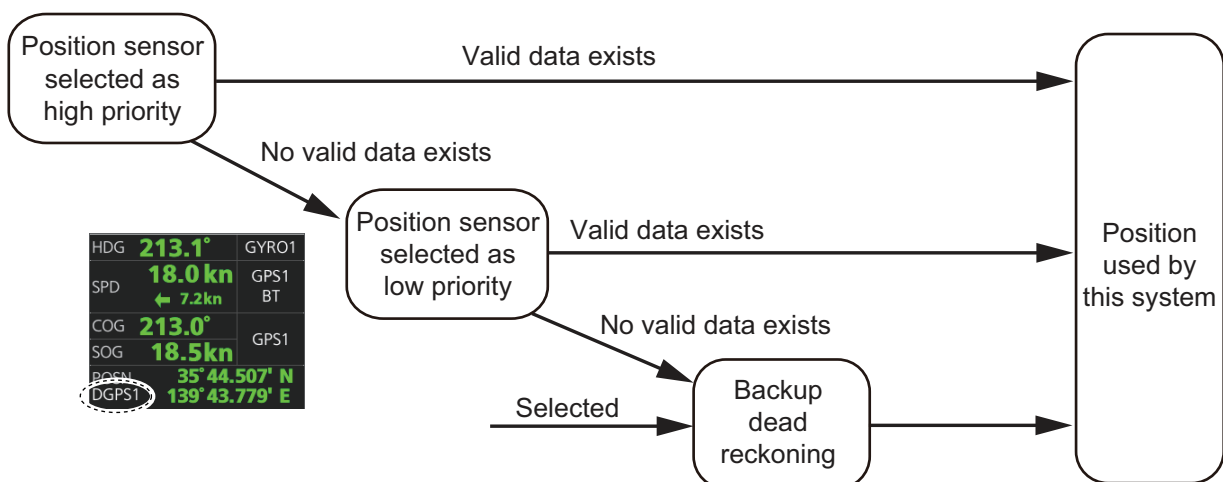 Position sensor
selected as
high priority
Valid data exists
No valid data exists
Position sensor
selected as
low priority
Valid data exists
No valid data exists
Selected
Backup
dead
reckoning
Position
used by
this system
HDG 213.1° GYRO1
SPD 18.0 kn GPS1
7.2kn BT
COG 213.0°
GPS1
SOG 18.5kn
POSN 35°44.507' N
DGPS1 139°43.779' E